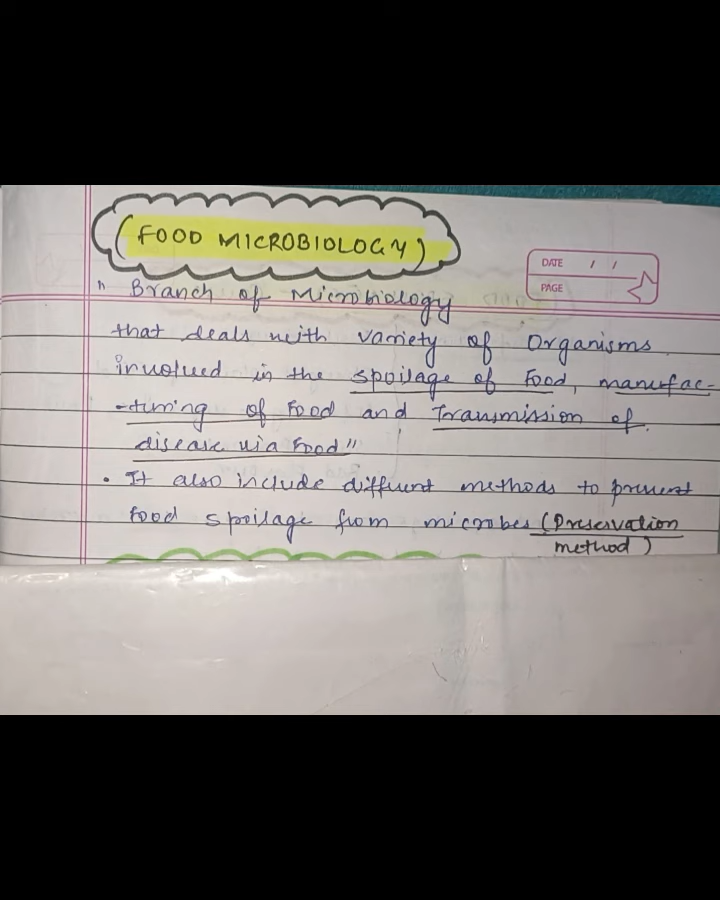 (FOOD MICROBIOLOGY)
DATE / /
PAGE
" Branch of Microbiology
that deals with variety of Organisms
involved in the spoilage of Food, manufac-
-turing of Food and Transmission of
disease via Food"
• It also include different methods to prevent
food spoilage from microbes (Preservation
method)